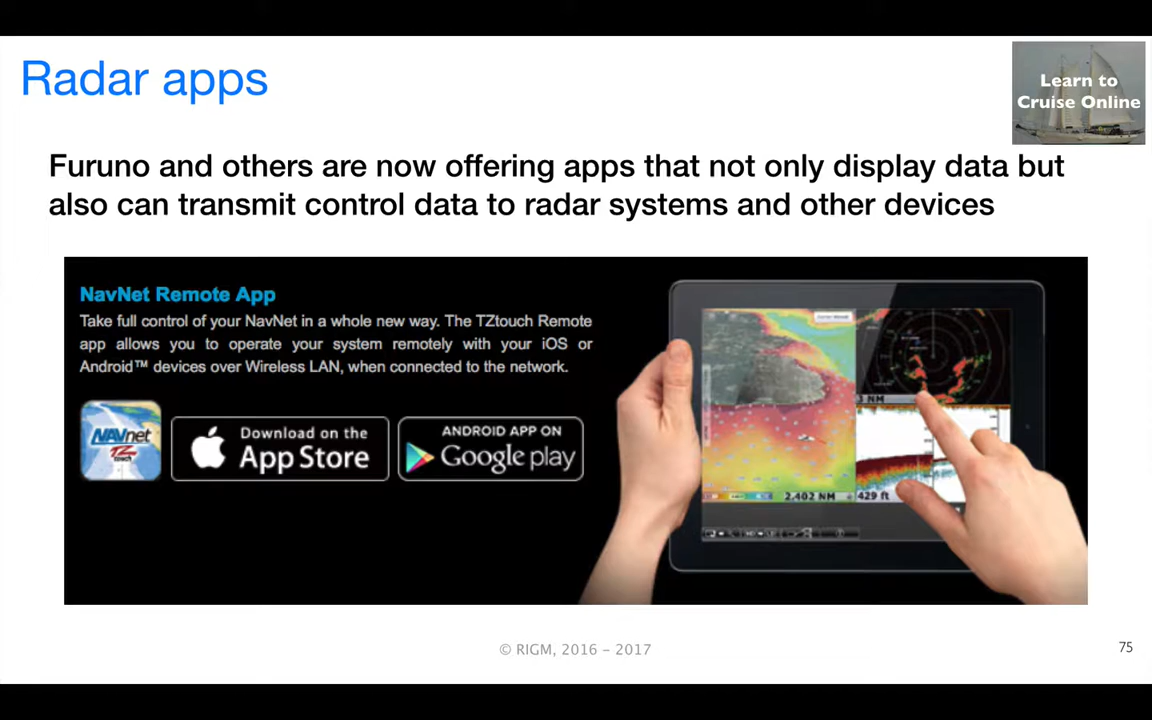 Radar apps
Learn to
Cruise Online
Furuno and others are now offering apps that not only display data but
also can transmit control data to radar systems and other devices
NavNet Remote App
Take full control of your NavNet in a whole new way. The TZtouch Remote
app allows you to operate your system remotely with your iOS or
Android™ devices over Wireless LAN, when connected to the network.
NAVnet
TZ
touch
Download on the
App Store
ANDROID APP ON
Google play
3 NM
2.402 NM
429 ft
© RIGM, 2016 – 2017
75